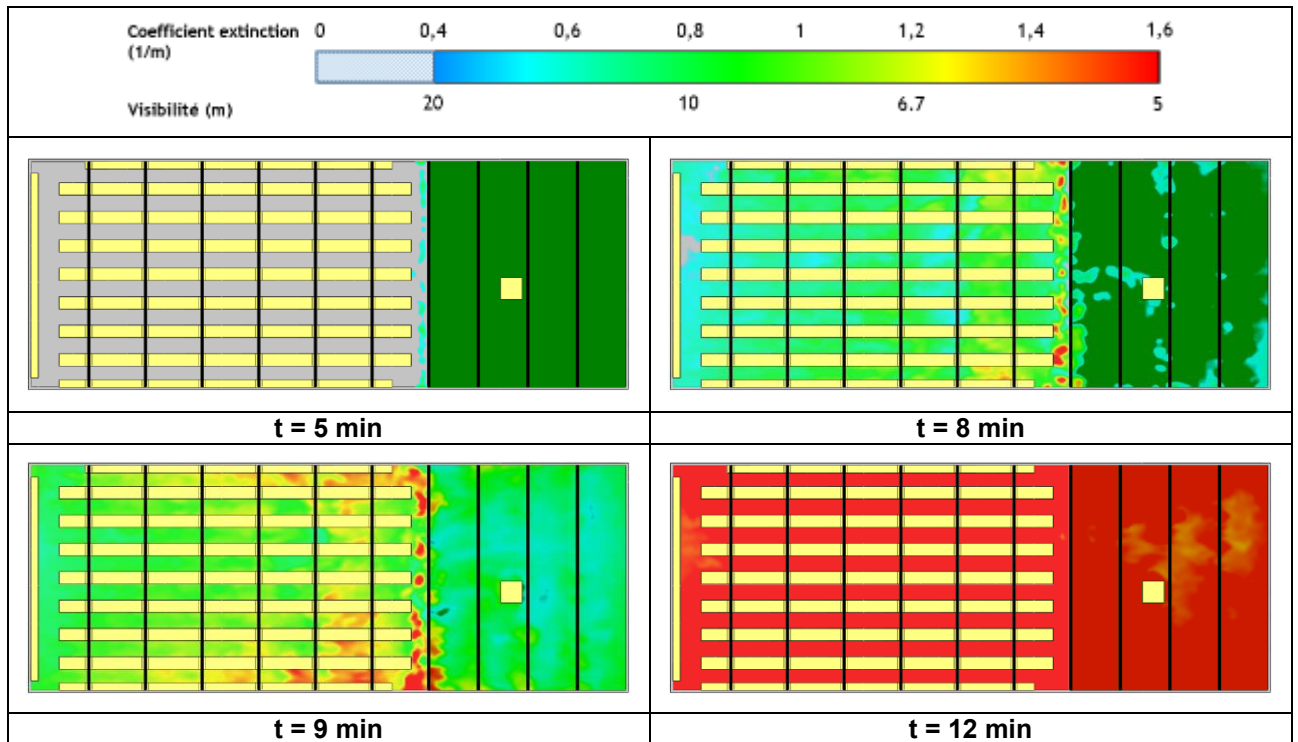 Coefficient extinction 0 0,4 0,6 0,8 1 1,2 1,4 1,6
(1/m)
Visibilité (m) 20 10 6.7 5
t = 5 min t = 8 min
t = 9 min t = 12 min